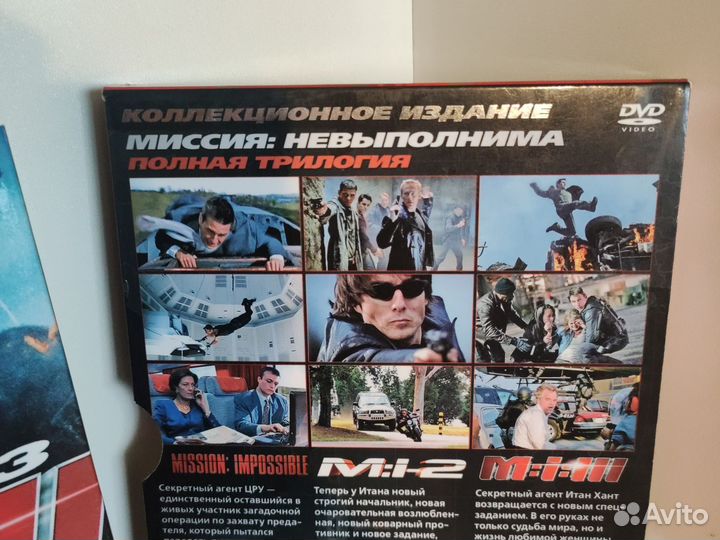 КОЛЛЕКЦИОННОЕ ИЗДАНИЕ
DVD
VIDEO
МИССИЯ: НЕВЫПОЛНИМА
ПОЛНАЯ ТРИЛОГИЯ
MISSION: IMPOSSIBLE
Секретный агент ЦРУ —
единственный оставшийся в
живых участник загадочной
операции по захвату преда-
теля, который пытался
M:i-2
Теперь у Итана новый
строгий начальник, новая
очаровательная возлюблен-
ная, новый коварный про-
тивник и новое задание,
M:i:III
Секретный агент Итан Хант
возвращается с новым спец-
заданием. В его руках не
только судьба мира, но и
жизнь любимой женщины
3
Avito